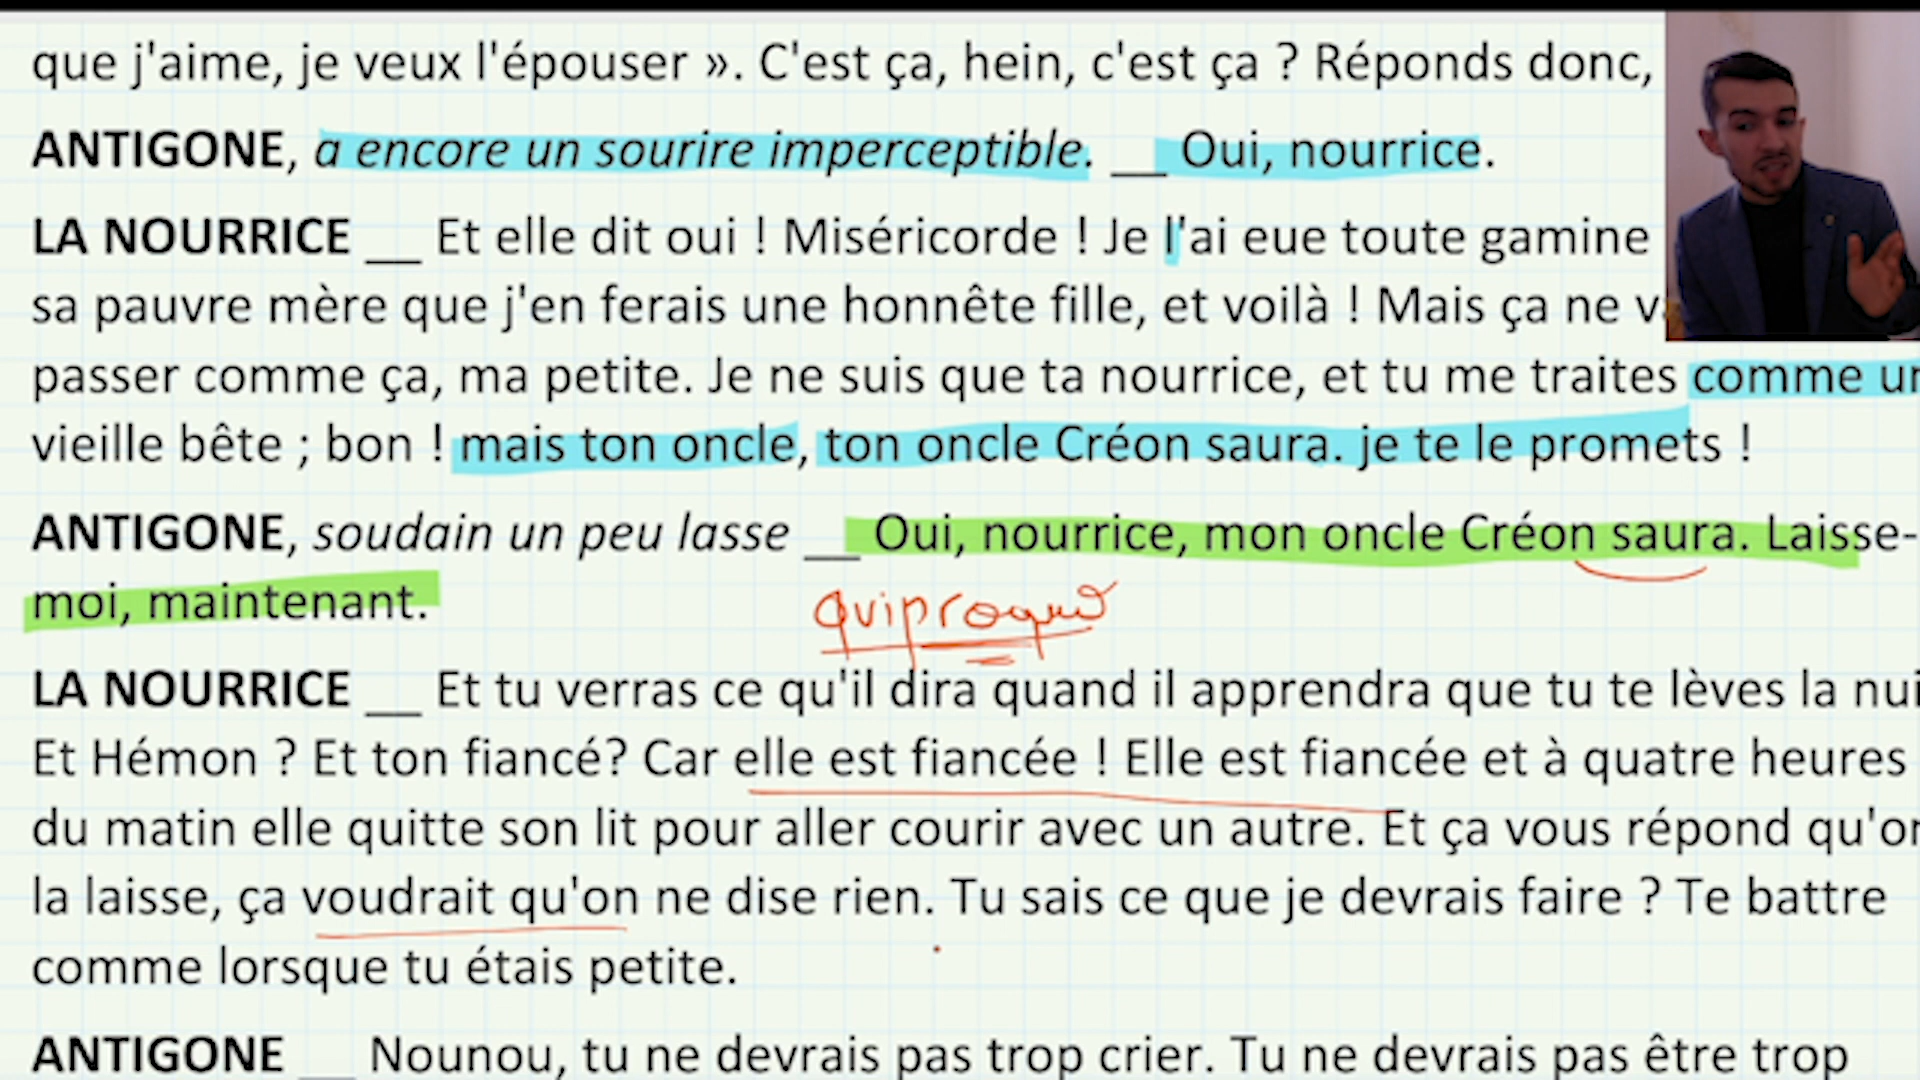 que j'aime, je veux l'épouser ». C'est ça, hein, c'est ça ? Réponds donc,
ANTIGONE, a encore un sourire imperceptible. __ Oui, nourrice.
LA NOURRICE __ Et elle dit oui ! Miséricorde ! Je l'ai eue toute gamine
sa pauvre mère que j'en ferais une honnête fille, et voilà ! Mais ça ne
passer comme ça, ma petite. Je ne suis que ta nourrice, et tu me traites comme
vieille bête ; bon ! mais ton oncle, ton oncle Créon saura. je te le promets !
ANTIGONE, soudain un peu lasse __ Oui, nourrice, mon oncle Créon saura. Laisse-
moi, maintenant.
quiproquo
LA NOURRICE __ Et tu verras ce qu'il dira quand il apprendra que tu te lèves la
Et Hémon ? Et ton fiancé? Car elle est fiancée ! Elle est fiancée et à quatre heures
du matin elle quitte son lit pour aller courir avec un autre. Et ça vous répond
la laisse, ça voudrait qu'on ne dise rien. Tu sais ce que je devrais faire ? Te battre
comme lorsque tu étais petite.
ANTIGONE __ Nounou, tu ne devrais pas trop crier. Tu ne devrais pas être trop